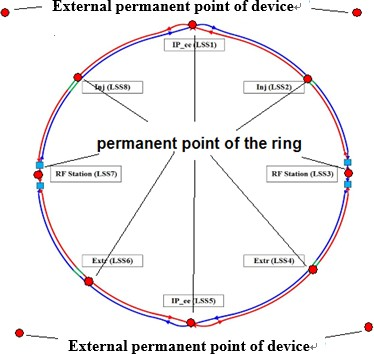 External permanent point of device
IP_ee (LSS1)
Inj (LSS8)
Inj (LSS2)
permanent point of the ring
RF Station (LSS7)
RF Station (LSS3)
Extr (LSS6)
Extr (LSS4)
IP_ee (LSS5)
External permanent point of device